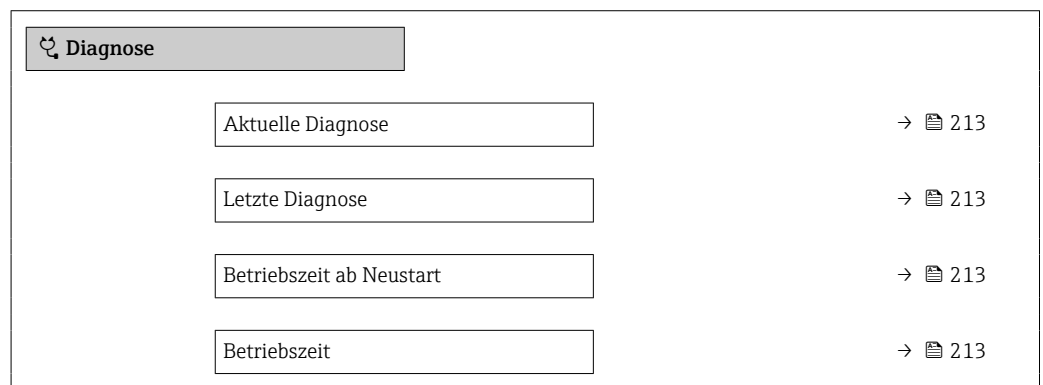 Diagnose
Aktuelle Diagnose → 213
Letzte Diagnose → 213
Betriebszeit ab Neustart → 213
Betriebszeit → 213